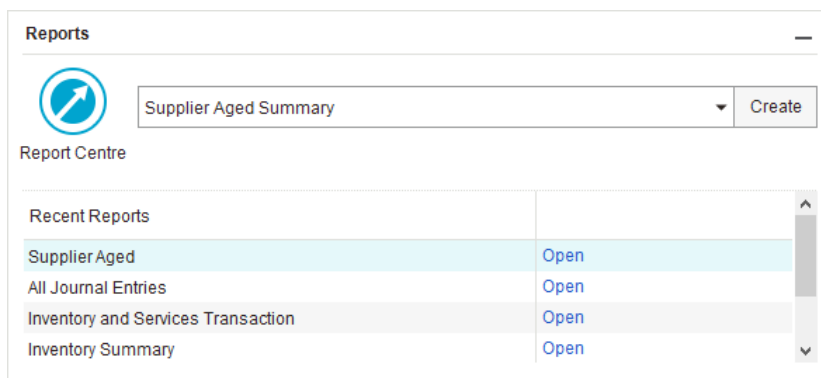 Reports
Supplier Aged Summary
Create
Report Centre
Recent Reports
Supplier Aged Open
All Journal Entries Open
Inventory and Services Transaction Open
Inventory Summary Open